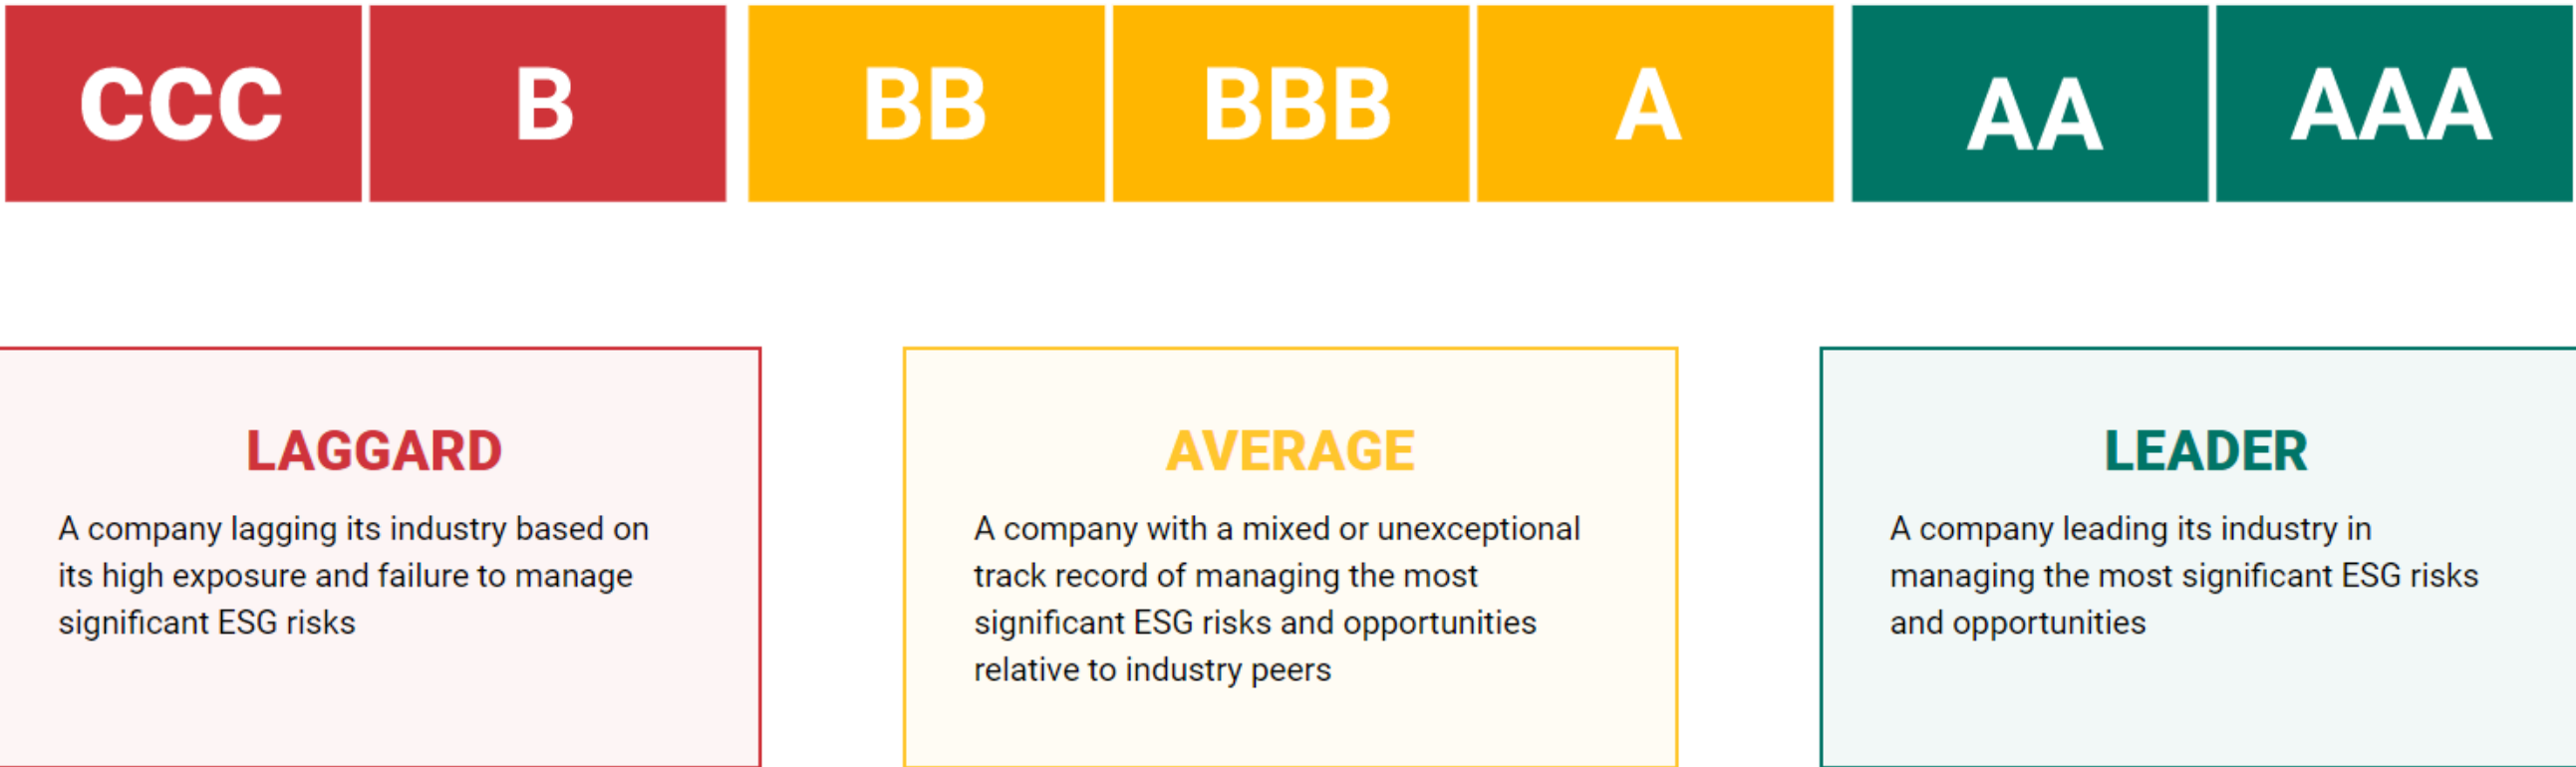 CCC B BB BBB A AA AAA
LAGGARD
A company lagging its industry based on
its high exposure and failure to manage
significant ESG risks
AVERAGE
A company with a mixed or unexceptional
track record of managing the most
significant ESG risks and opportunities
relative to industry peers
LEADER
A company leading its industry in
managing the most significant ESG risks
and opportunities